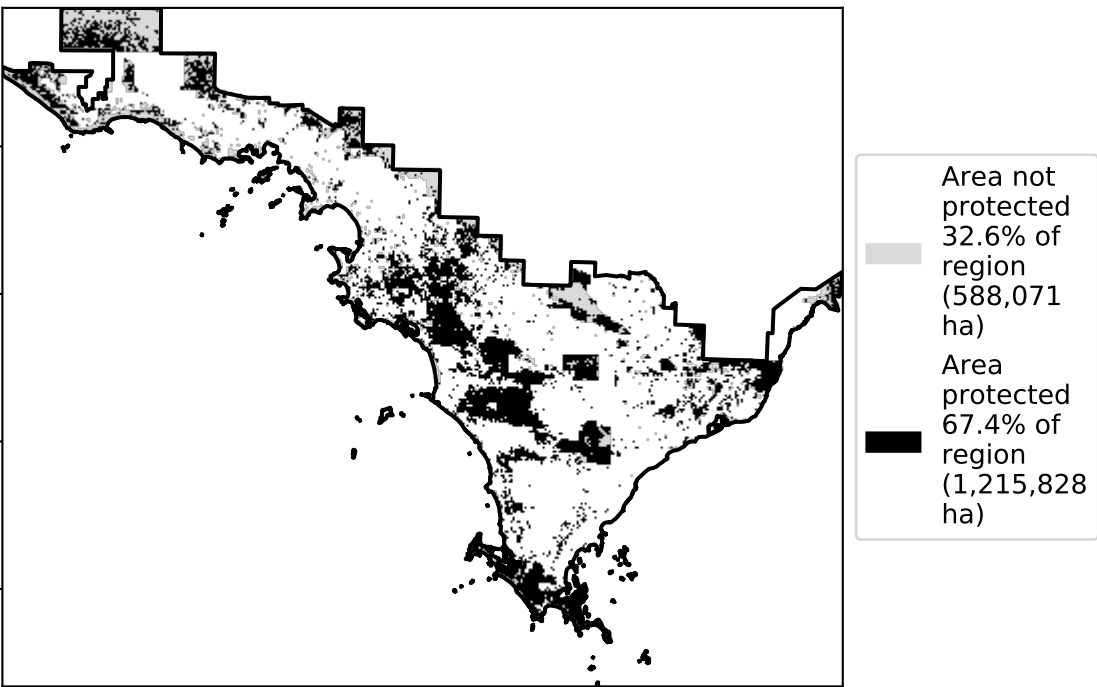 Area not
protected
32.6% of
region
(588,071
ha)
Area
protected
67.4% of
region
(1,215,828
ha)